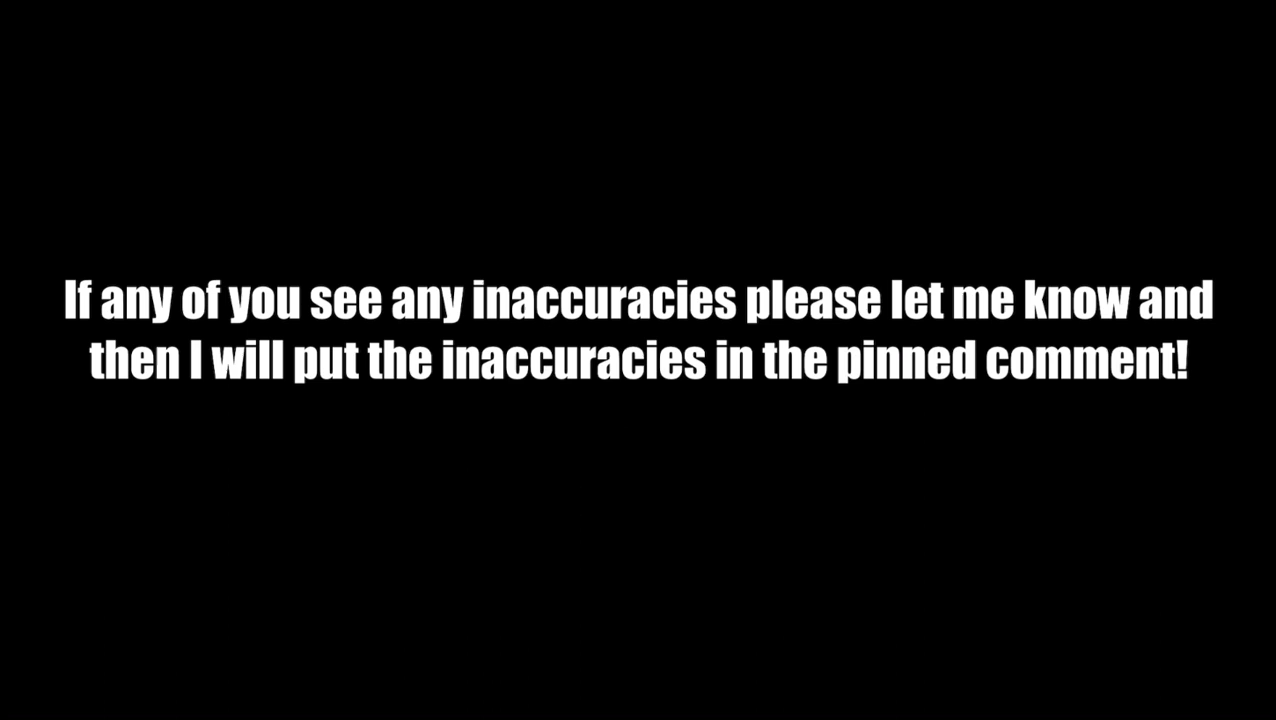 If any of you see any inaccuracies please let me know and
then I will put the inaccuracies in the pinned comment!